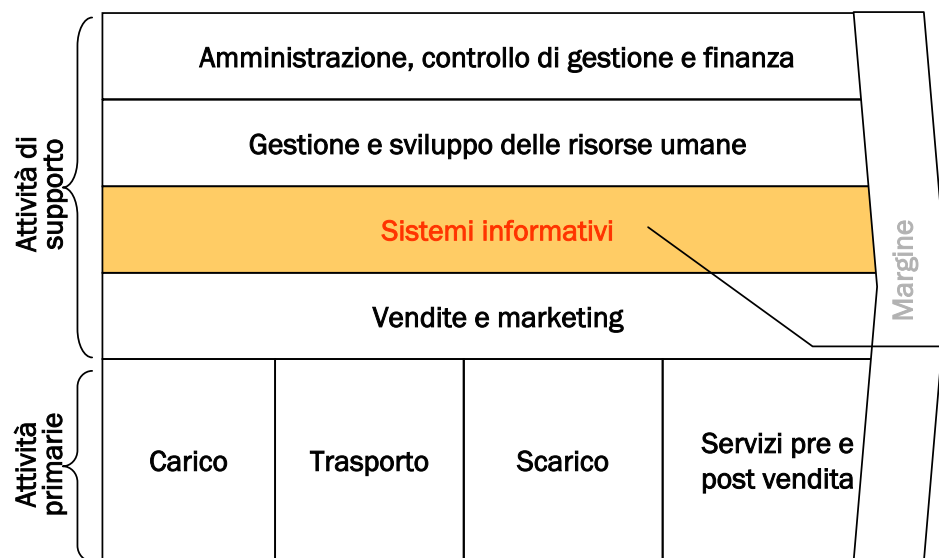 Attività di
supporto
Amministrazione, controllo di gestione e finanza
Gestione e sviluppo delle risorse umane
Sistemi informativi
Vendite e marketing
Margine
Attività
primarie
Carico
Trasporto
Scarico
Servizi pre e
post vendita